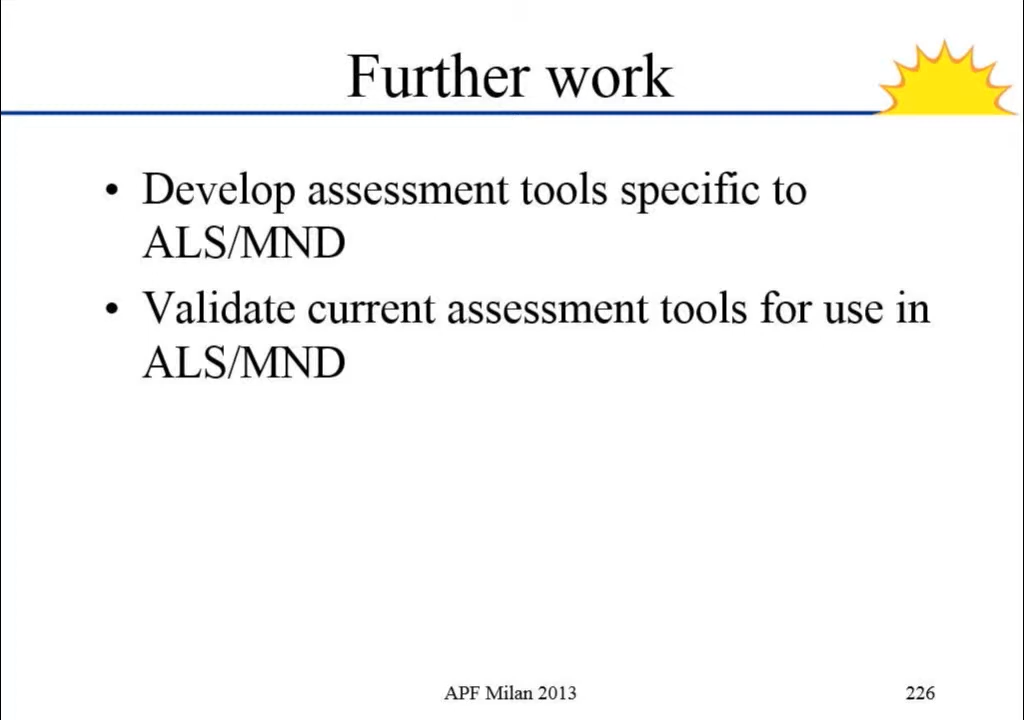 Further work
• Develop assessment tools specific to
ALS/MND
• Validate current assessment tools for use in
ALS/MND
APF Milan 2013
226